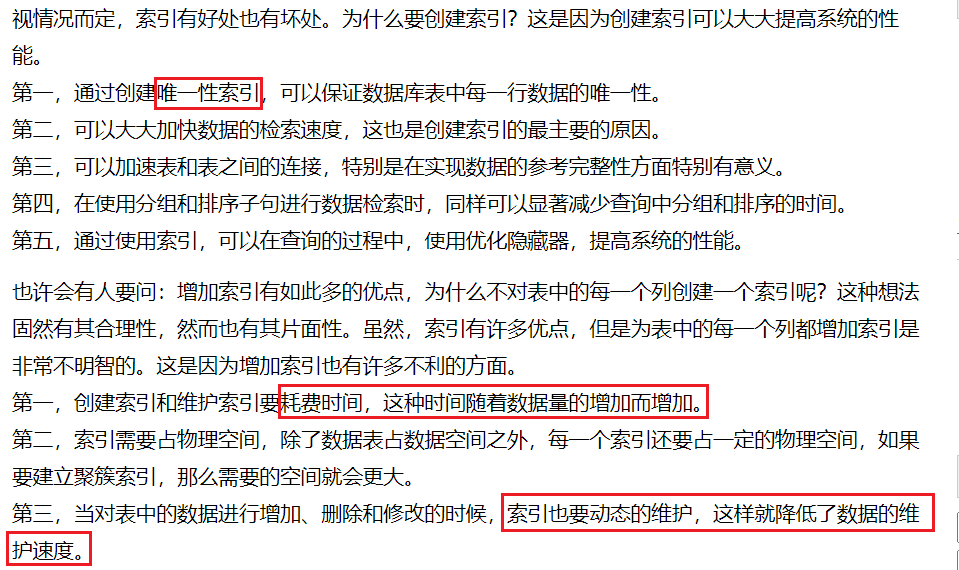 视情况而定，索引有好处也有坏处。为什么要创建索引？这是因为创建索引可以大大提高系统的性
能。
第一，通过创建唯一性索引，可以保证数据库表中每一行数据的唯一性。
第二，可以大大加快数据的检索速度，这也是创建索引的最主要的原因。
第三，可以加速表和表之间的连接，特别是在实现数据的参考完整性方面特别有意义。
第四，在使用分组和排序子句进行数据检索时，同样可以显著减少查询中分组和排序的时间。
第五，通过使用索引，可以在查询的过程中，使用优化隐藏器，提高系统的性能。
也许会有人要问：增加索引有如此多的优点，为什么不对表中的每一个列创建一个索引呢？这种想法
固然有其合理性，然而也有其片面性。虽然，索引有许多优点，但是为表中的每一个列都增加索引是
非常不明智的。这是因为增加索引也有许多不利的方面。
第一，创建索引和维护索引要耗费时间，这种时间随着数据量的增加而增加。
第二，索引需要占物理空间，除了数据表占数据空间之外，每一个索引还要占一定的物理空间，如果
要建立聚簇索引，那么需要的空间就会更大。
第三，当对表中的数据进行增加、删除和修改的时候，索引也要动态的维护，这样就降低了数据的维
护速度。